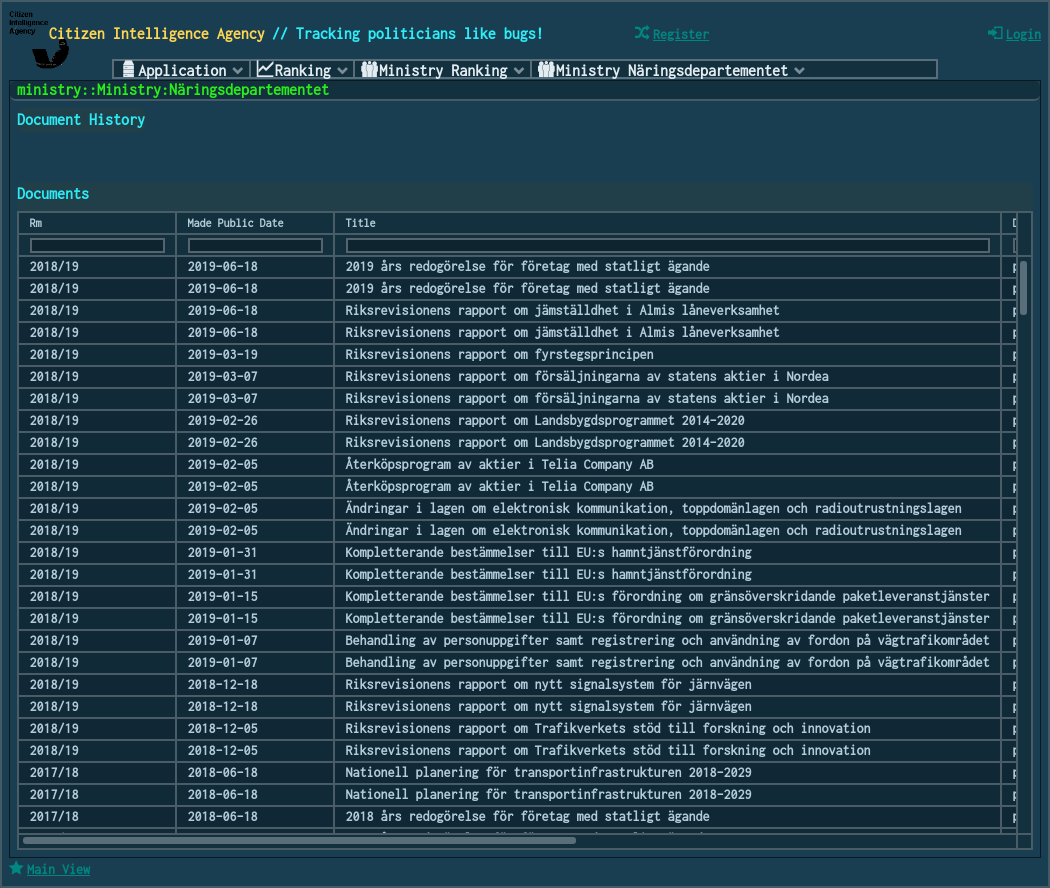 Citizen
Intelligence
Agency
Citizen Intelligence Agency // Tracking politicians like bugs!
Register
Login
Application
Ranking
Ministry Ranking
Ministry Näringsdepartementet
ministry::Ministry:Näringsdepartementet
Document History
Documents
Rm Made Public Date Title
2018/19 2019-06-18 2019 års redogörelse för företag med statligt ägande
2018/19 2019-06-18 2019 års redogörelse för företag med statligt ägande
2018/19 2019-06-18 Riksrevisionens rapport om jämställdhet i Almis låneverksamhet
2018/19 2019-06-18 Riksrevisionens rapport om jämställdhet i Almis låneverksamhet
2018/19 2019-03-19 Riksrevisionens rapport om fyrstegsprincipen
2018/19 2019-03-07 Riksrevisionens rapport om försäljningarna av statens aktier i Nordea
2018/19 2019-03-07 Riksrevisionens rapport om försäljningarna av statens aktier i Nordea
2018/19 2019-02-26 Riksrevisionens rapport om Landsbygdsprogrammet 2014–2020
2018/19 2019-02-26 Riksrevisionens rapport om Landsbygdsprogrammet 2014–2020
2018/19 2019-02-05 Återköpsprogram av aktier i Telia Company AB
2018/19 2019-02-05 Återköpsprogram av aktier i Telia Company AB
2018/19 2019-02-05 Ändringar i lagen om elektronisk kommunikation, toppdomänlagen och radioutrustningslagen
2018/19 2019-02-05 Ändringar i lagen om elektronisk kommunikation, toppdomänlagen och radioutrustningslagen
2018/19 2019-01-31 Kompletterande bestämmelser till EU:s hamntjänstförordning
2018/19 2019-01-31 Kompletterande bestämmelser till EU:s hamntjänstförordning
2018/19 2019-01-15 Kompletterande bestämmelser till EU:s förordning om gränsöverskridande paketleveranstjänster
2018/19 2019-01-15 Kompletterande bestämmelser till EU:s förordning om gränsöverskridande paketleveranstjänster
2018/19 2019-01-07 Behandling av personuppgifter samt registrering och användning av fordon på vägtrafikområdet
2018/19 2019-01-07 Behandling av personuppgifter samt registrering och användning av fordon på vägtrafikområdet
2018/19 2018-12-18 Riksrevisionens rapport om nytt signalsystem för järnvägen
2018/19 2018-12-18 Riksrevisionens rapport om nytt signalsystem för järnvägen
2018/19 2018-12-05 Riksrevisionens rapport om Trafikverkets stöd till forskning och innovation
2018/19 2018-12-05 Riksrevisionens rapport om Trafikverkets stöd till forskning och innovation
2017/18 2018-06-18 Nationell planering för transportinfrastrukturen 2018–2029
2017/18 2018-06-18 Nationell planering för transportinfrastrukturen 2018–2029
2017/18 2018-06-18 2018 års redogörelse för företag med statligt ägande
Main View